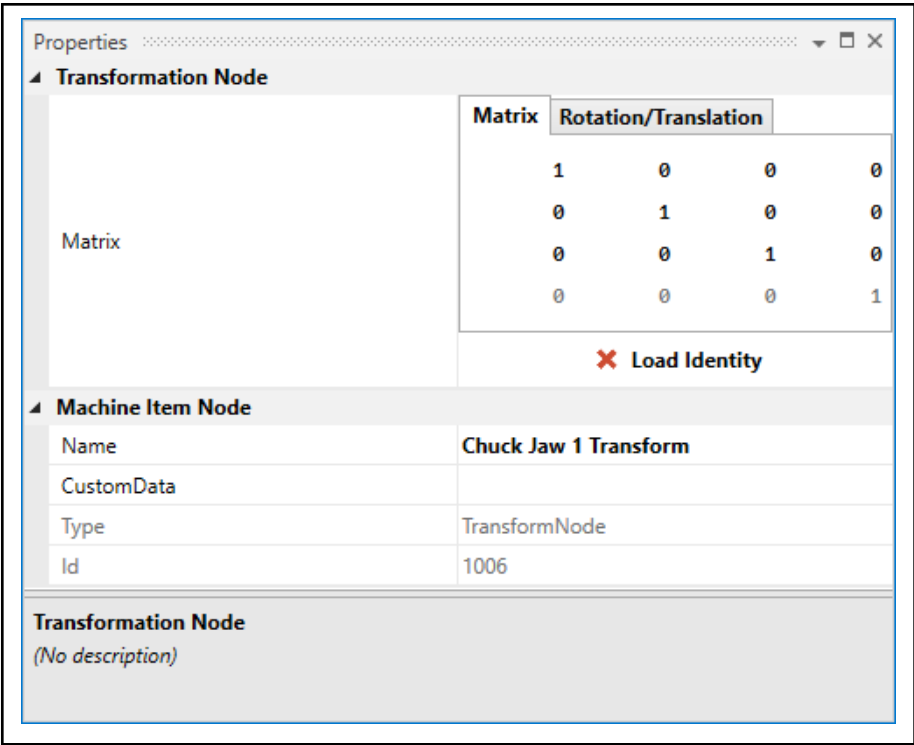 Properties
Transformation Node
Matrix Rotation/Translation
1 0 0 0
0 1 0 0
Matrix
0 0 1 0
0 0 0 1
Load Identity
Machine Item Node
Name Chuck Jaw 1 Transform
CustomData
Type TransformNode
Id 1006
Transformation Node
(No description)